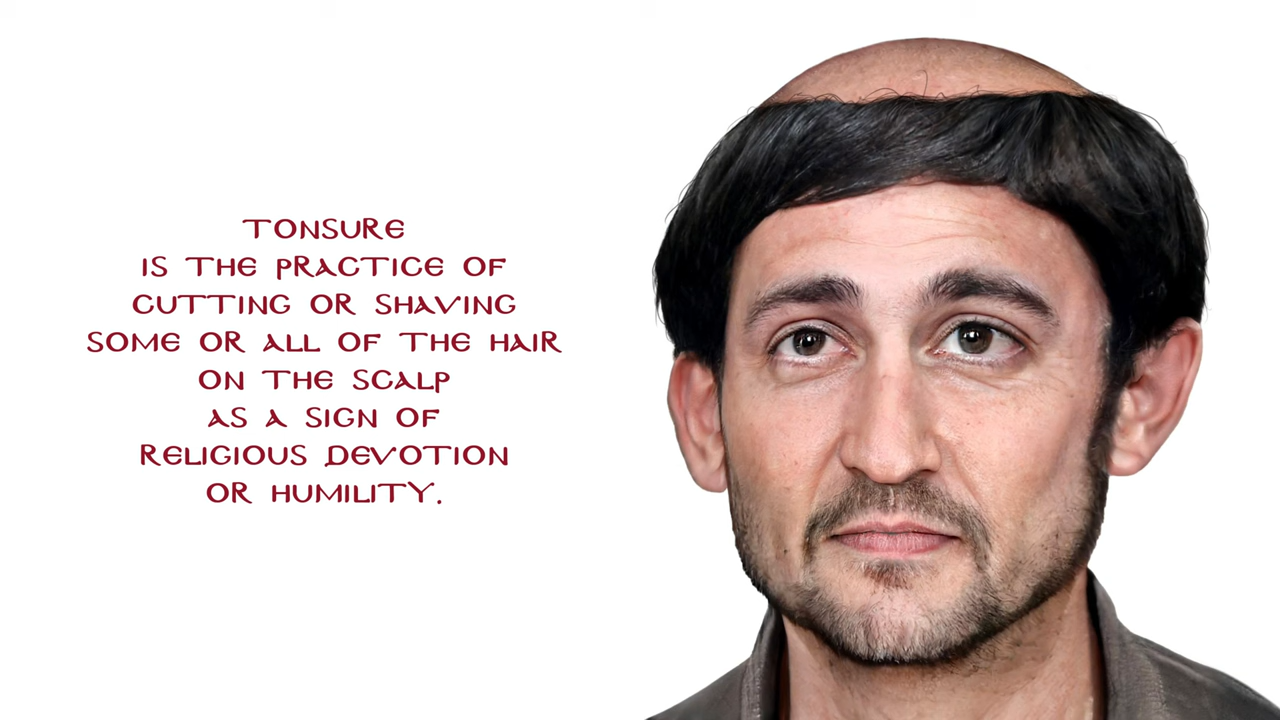 TONSURE
IS THE PRACTICE OF
CUTTING OR SHAVING
SOME OR ALL OF THE HAIR
ON THE SCALP
AS A SIGN OF
RELIGIOUS DEVOTION
OR HUMILITY.